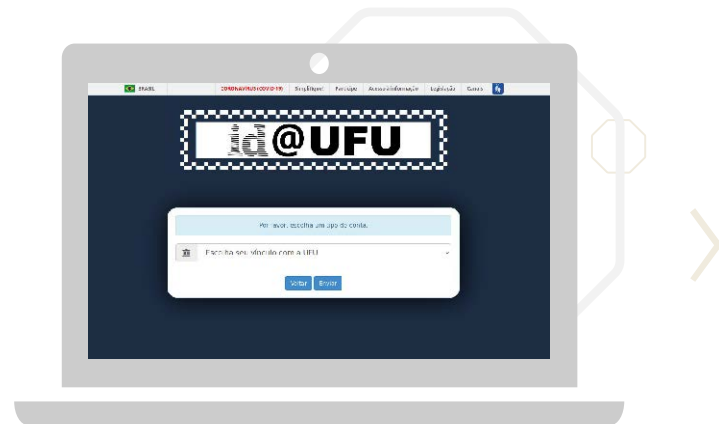 BRASIL CORONAVÍRUS (COVID-19) Simplifique! Participe Acesso à informação Legislação Canais
id@UFU
Por favor, escolha um tipo de conta.
Escolha seu vínculo com a UFU
Voltar Enviar